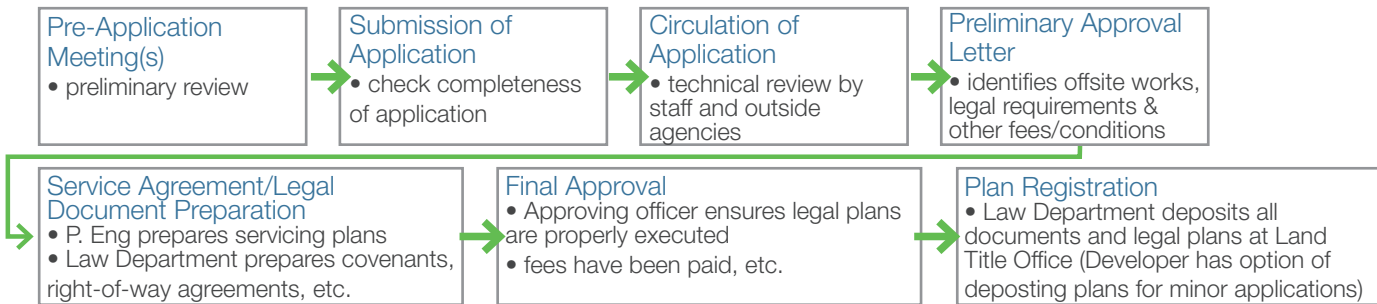 Pre-Application
Meeting(s)
• preliminary review
Submission of
Application
• check completeness
of application
Circulation of
Application
• technical review by
staff and outside
agencies
Preliminary Approval
Letter
• identifies offsite works,
legal requirements &
other fees/conditions
Service Agreement/Legal
Document Preparation
• P. Eng prepares servicing plans
• Law Department prepares covenants,
right-of-way agreements, etc.
Final Approval
• Approving officer ensures legal plans
are properly executed
• fees have been paid, etc.
Plan Registration
• Law Department deposits all
documents and legal plans at Land
Title Office (Developer has option of
deposting plans for minor applications)